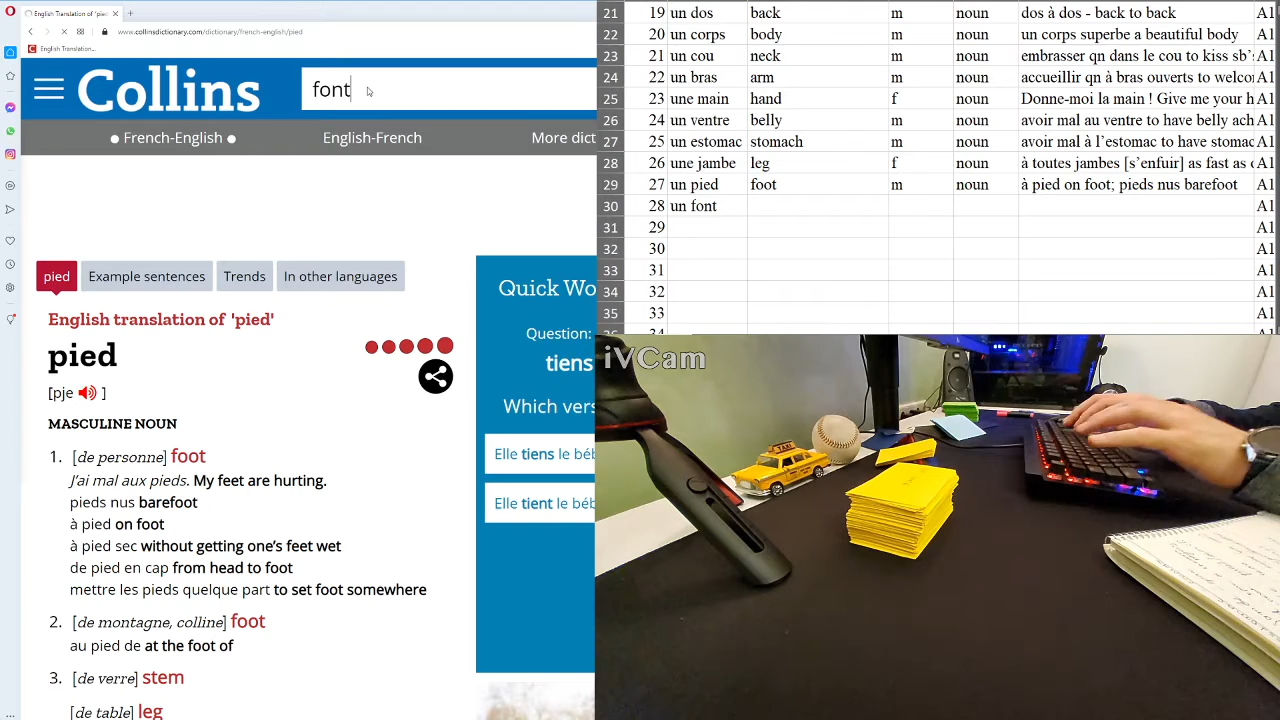 English Translation of "pied"
www.collinsdictionary.com/dictionary/french-english/pied
English Translation...
Collins
font
French-English
English-French
More dict
pied
Example sentences
Trends
In other languages
English translation of 'pied'
pied
[pje ]
MASCULINE NOUN
1. [de personne] foot
J'ai mal aux pieds. My feet are hurting.
pieds nus barefoot
à pied on foot
à pied sec without getting one's feet wet
de pied en cap from head to foot
mettre les pieds quelque part to set foot somewhere
2. [de montagne, colline] foot
au pied de at the foot of
3. [de verre] stem
[de table] leg
Quick Wo
Question:
tiens
Which vers
Elle tiens le béb
Elle tient le béb
21 19 un dos back m noun dos à dos - back to back A1
22 20 un corps body m noun un corps superbe a beautiful body A1
23 21 un cou neck m noun embrasser qn dans le cou to kiss sb's A1
24 22 un bras arm m noun accueillir qn à bras ouverts to welcom A1
25 23 une main hand f noun Donne-moi la main ! Give me your h A1
26 24 un ventre belly m noun avoir mal au ventre to have belly ach A1
27 25 un estomac stomach m noun avoir mal à l'estomac to have stomac A1
28 26 une jambe leg f noun à toutes jambes [s'enfuir] as fast as A1
29 27 un pied foot m noun à pied on foot; pieds nus barefoot A1
30 28 un font A1
31 29 A1
32 30 A1
33 31 A1
34 32 A1
35 33 A1
36 34 A1
iVCam
TAXI